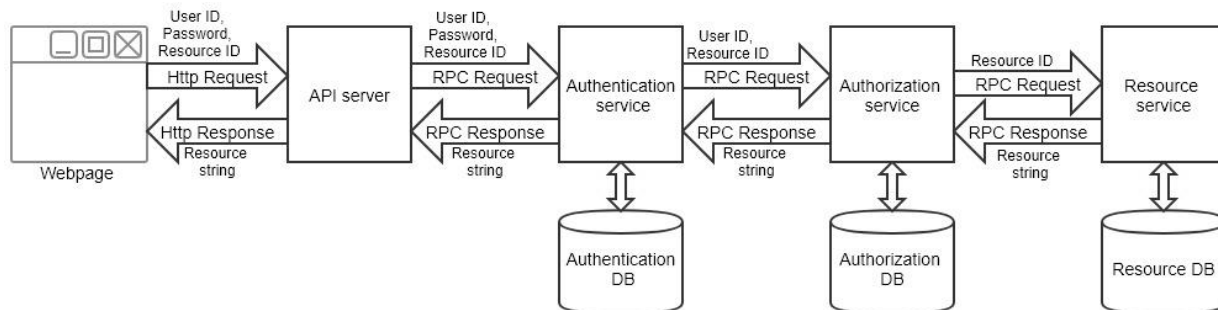 User ID,
Password,
Resource ID
Http Request
Http Response
Resource
string
Webpage
API server
User ID,
Password,
Resource ID
RPC Request
RPC Response
Resource
string
Authentication
service
Authentication
DB
User ID,
Resource ID
RPC Request
RPC Response
Resource
string
Authorization
service
Authorization
DB
Resource ID
RPC Request
RPC Response
Resource
string
Resource
service
Resource DB